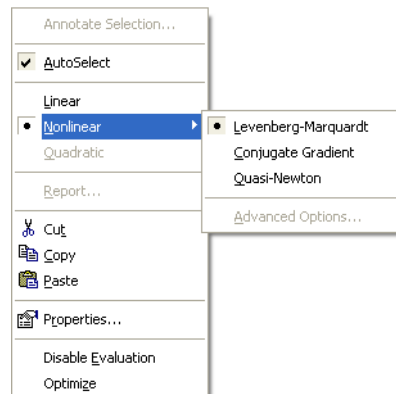 Annotate Selection...
AutoSelect
Linear
Nonlinear
Levenberg-Marquardt
Conjugate Gradient
Quasi-Newton
Advanced Options...
Quadratic
Report...
Cut
Copy
Paste
Properties...
Disable Evaluation
Optimize